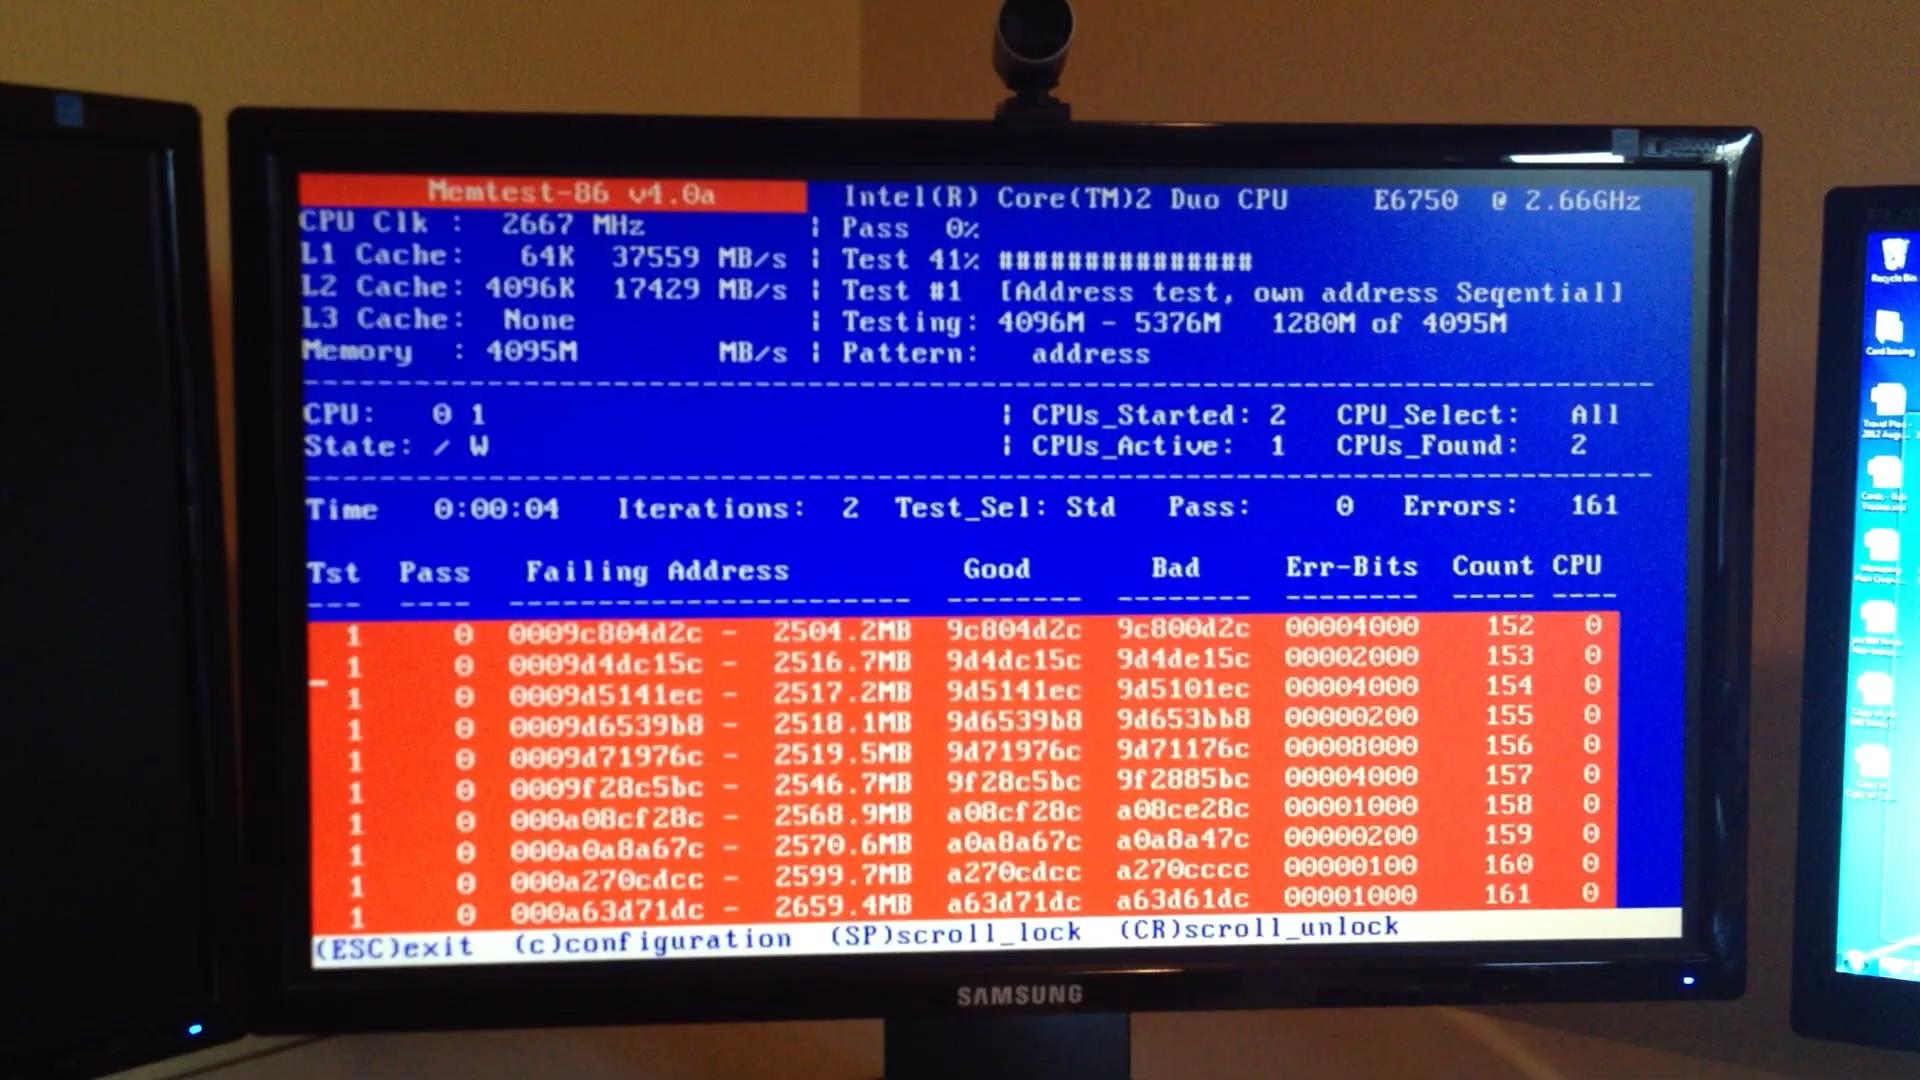 Memtest-86 v4.0a Intel(R) Core(TM)2 Duo CPU E6750 @ 2.66GHz
CPU Clk : 2667 MHz | Pass 0%
L1 Cache: 64K 37559 MB/s | Test 41% ###############
L2 Cache: 4096K 17429 MB/s | Test #1 [Address test, own address Seqential]
L3 Cache: None | Testing: 4096M - 5376M 1280M of 4095M
Memory : 4095M MB/s | Pattern: address
CPU: 0 1 | CPUs_Started: 2 CPU_Select: All
State: / W | CPUs_Active: 1 CPUs_Found: 2
Time 0:00:04 Iterations: 2 Test_Sel: Std Pass: 0 Errors: 161
Tst Pass Failing Address Good Bad Err-Bits Count CPU
1 0 0009c804d2c - 2504.2MB 9c804d2c 9c800d2c 00004000 152 0
1 0 0009d4dc15c - 2516.7MB 9d4dc15c 9d4de15c 00002000 153 0
1 0 0009d5141ec - 2517.2MB 9d5141ec 9d5101ec 00004000 154 0
1 0 0009d6539b8 - 2518.1MB 9d6539b8 9d653bb8 00000200 155 0
1 0 0009d71976c - 2519.5MB 9d71976c 9d71176c 00008000 156 0
1 0 0009f28c5bc - 2546.7MB 9f28c5bc 9f2885bc 00004000 157 0
1 0 000a08cf28c - 2568.9MB a08cf28c a08ce28c 00001000 158 0
1 0 000a0a8a67c - 2570.6MB a0a8a67c a0a8a47c 00000200 159 0
1 0 000a270cdcc - 2599.7MB a270cdcc a270cccc 00000100 160 0
1 0 000a63d71dc - 2659.4MB a63d71dc a63d61dc 00001000 161 0
(ESC)exit (c)configuration (SP)scroll_lock (CR)scroll_unlock
SAMSUNG
Recycle Bin